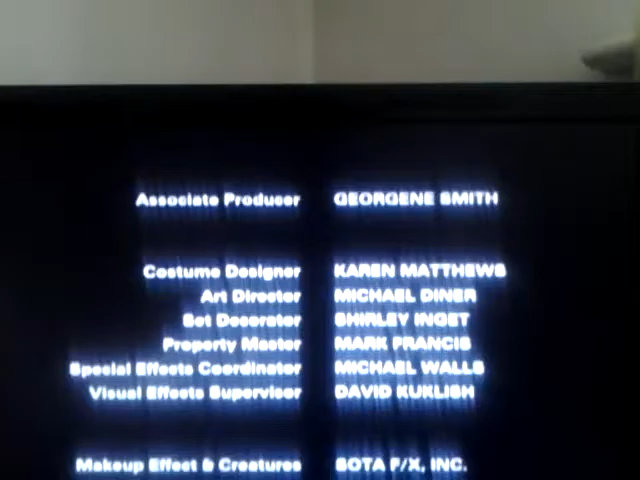 Associate Producer GEORGENE SMITH
Costume Designer KAREN MATTHEWS
Art Director MICHAEL DINER
Set Decorator SHIRLEY INGET
Property Master MARK FRANCIS
Special Effects Coordinator MICHAEL WALLS
Visual Effects Supervisor DAVID KUKLISH
Makeup Effect & Creatures SOTA F/X, INC.